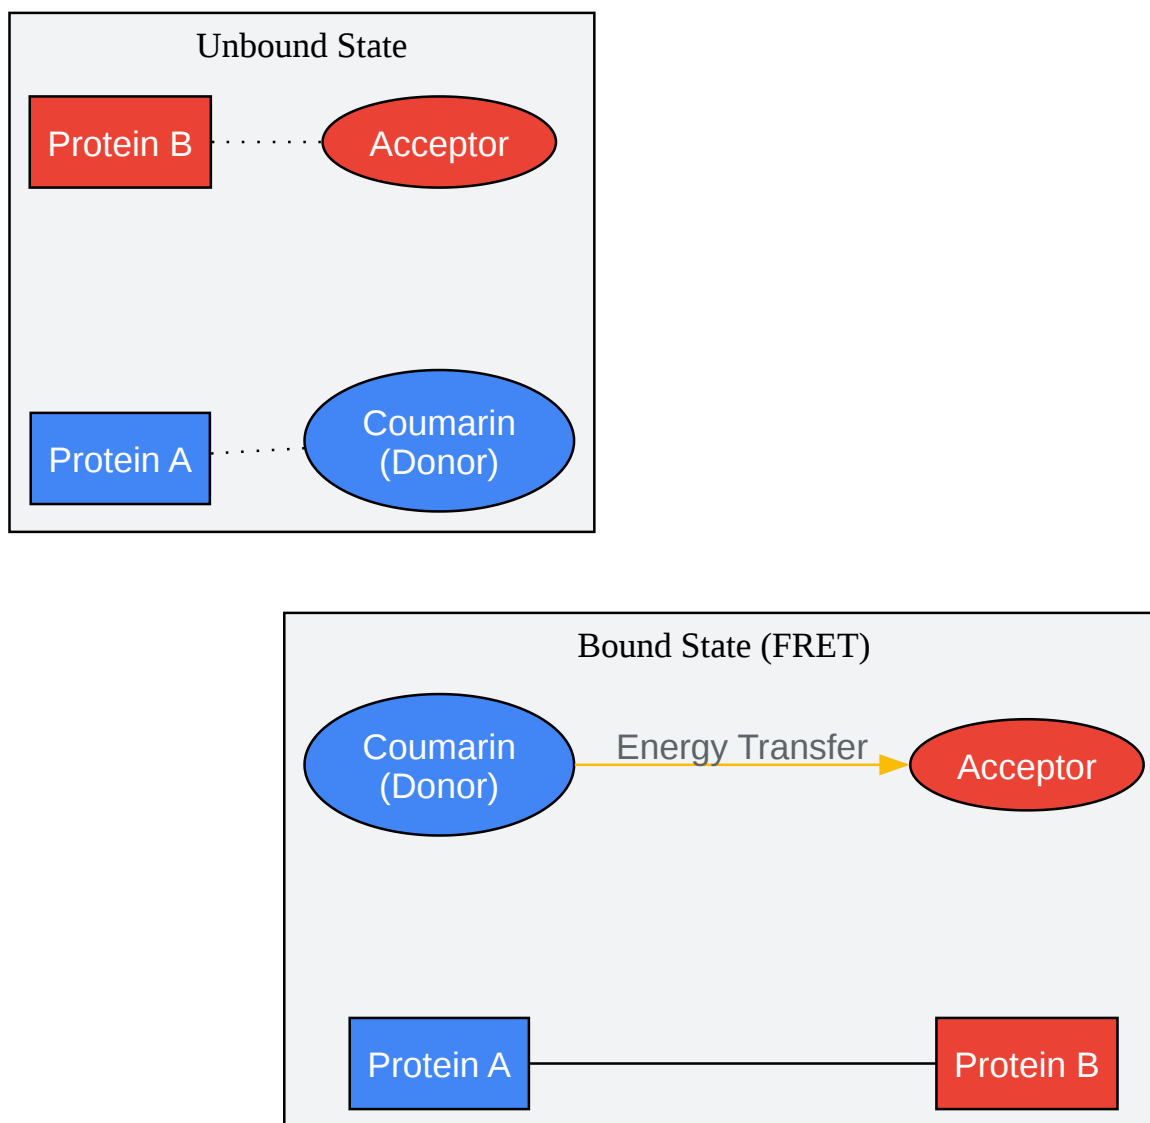 Unbound State
Protein B
Acceptor
Protein A
Coumarin
(Donor)
Bound State (FRET)
Coumarin
(Donor)
Energy Transfer
Acceptor
Protein A
Protein B